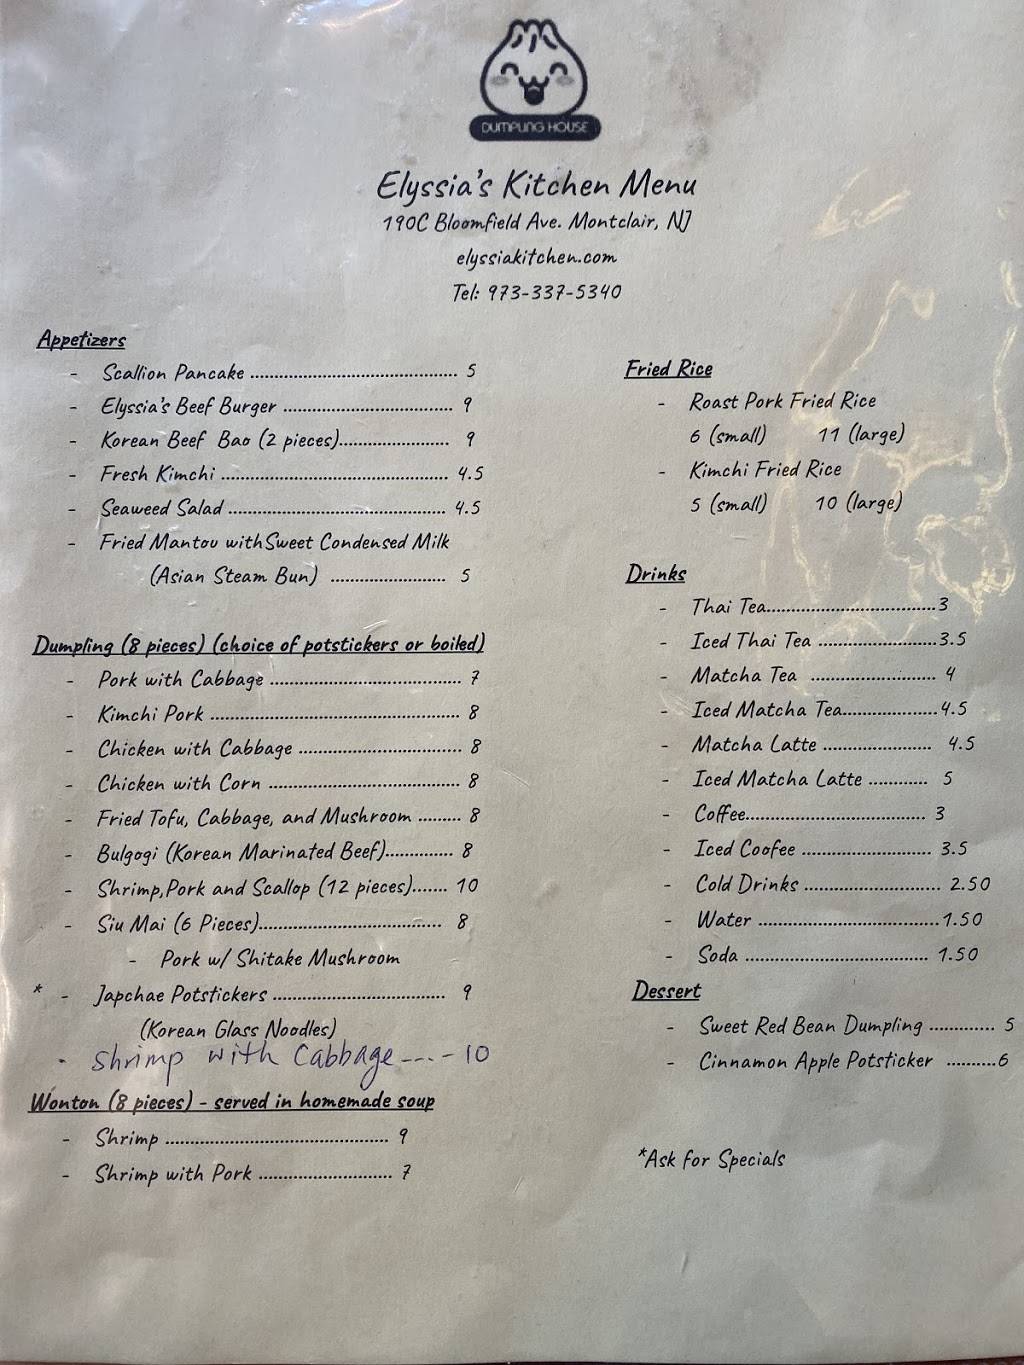 DUMPLING HOUSE
Elyssia's Kitchen Menu
190C Bloomfield Ave. Montclair, NJ
elyssiakitchen.com
Tel: 973-337-5340
Appetizers
- Scallion Pancake ........................................ 5
- Elyssia's Beef Burger ................................. 9
- Korean Beef Bao (2 pieces)..................... 9
- Fresh Kimchi ............................................ 4.5
- Seaweed Salad .......................................... 4.5
- Fried Mantou withSweet Condensed Milk
(Asian Steam Bun) ...................... 5
Dumpling (8 pieces) (choice of potstickers or boiled)
- Pork with Cabbage ..................................... 7
- Kimchi Pork ................................................ 8
- Chicken with Cabbage ............................... 8
- Chicken with Corn ..................................... 8
- Fried Tofu, Cabbage, and Mushroom ......... 8
- Bulgogi (Korean Marinated Beef).............. 8
- Shrimp,Pork and Scallop (12 pieces)....... 10
- Siu Mai (6 Pieces)................................... 8
- Pork w/ Shitake Mushroom
* - Japchae Potstickers ................................. 9
(Korean Glass Noodles)
- Shrimp with Cabbage ---- 10
Wonton (8 pieces) - served in homemade soup
- Shrimp ........................................... 9
- Shrimp with Pork .......................... 7
Fried Rice
- Roast Pork Fried Rice
6 (small) 11 (large)
- Kimchi Fried Rice
5 (small) 10 (large)
Drinks
- Thai Tea..................................3
- Iced Thai Tea .......................3.5
- Matcha Tea ......................... 4
- Iced Matcha Tea...................4.5
- Matcha Latte ...................... 4.5
- Iced Matcha Latte ............ 5
- Coffee.................................... 3
- Iced Coofee .......................... 3.5
- Cold Drinks ........................... 2.50
- Water ....................................1.50
- Soda ..................................... 1.50
Dessert
- Sweet Red Bean Dumpling ............. 5
- Cinnamon Apple Potsticker ..........6
*Ask for Specials